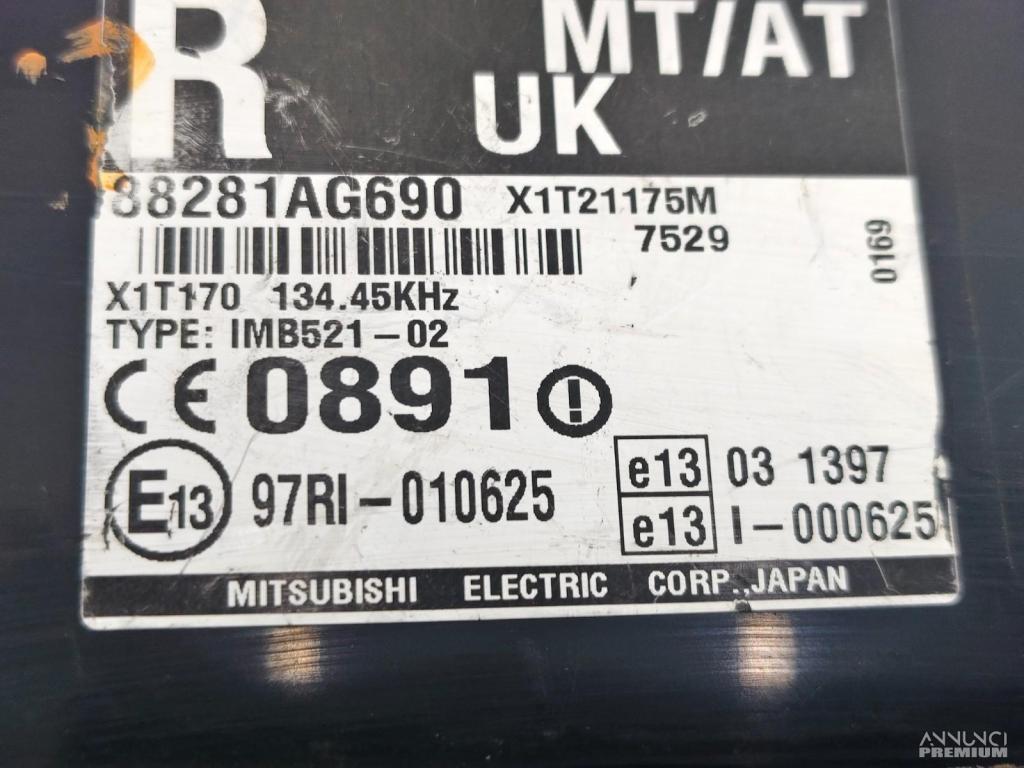 R MT/AT
UK
88281AG690 X1T21175M
7529
0169
X1T170 134.45KHz
TYPE: IMB521-02
CE 0891
E13 97RI-010625
e13 03 1397
e13 I-000625
MITSUBISHI ELECTRIC CORP.,JAPAN
ANNUNCI
PREMIUM